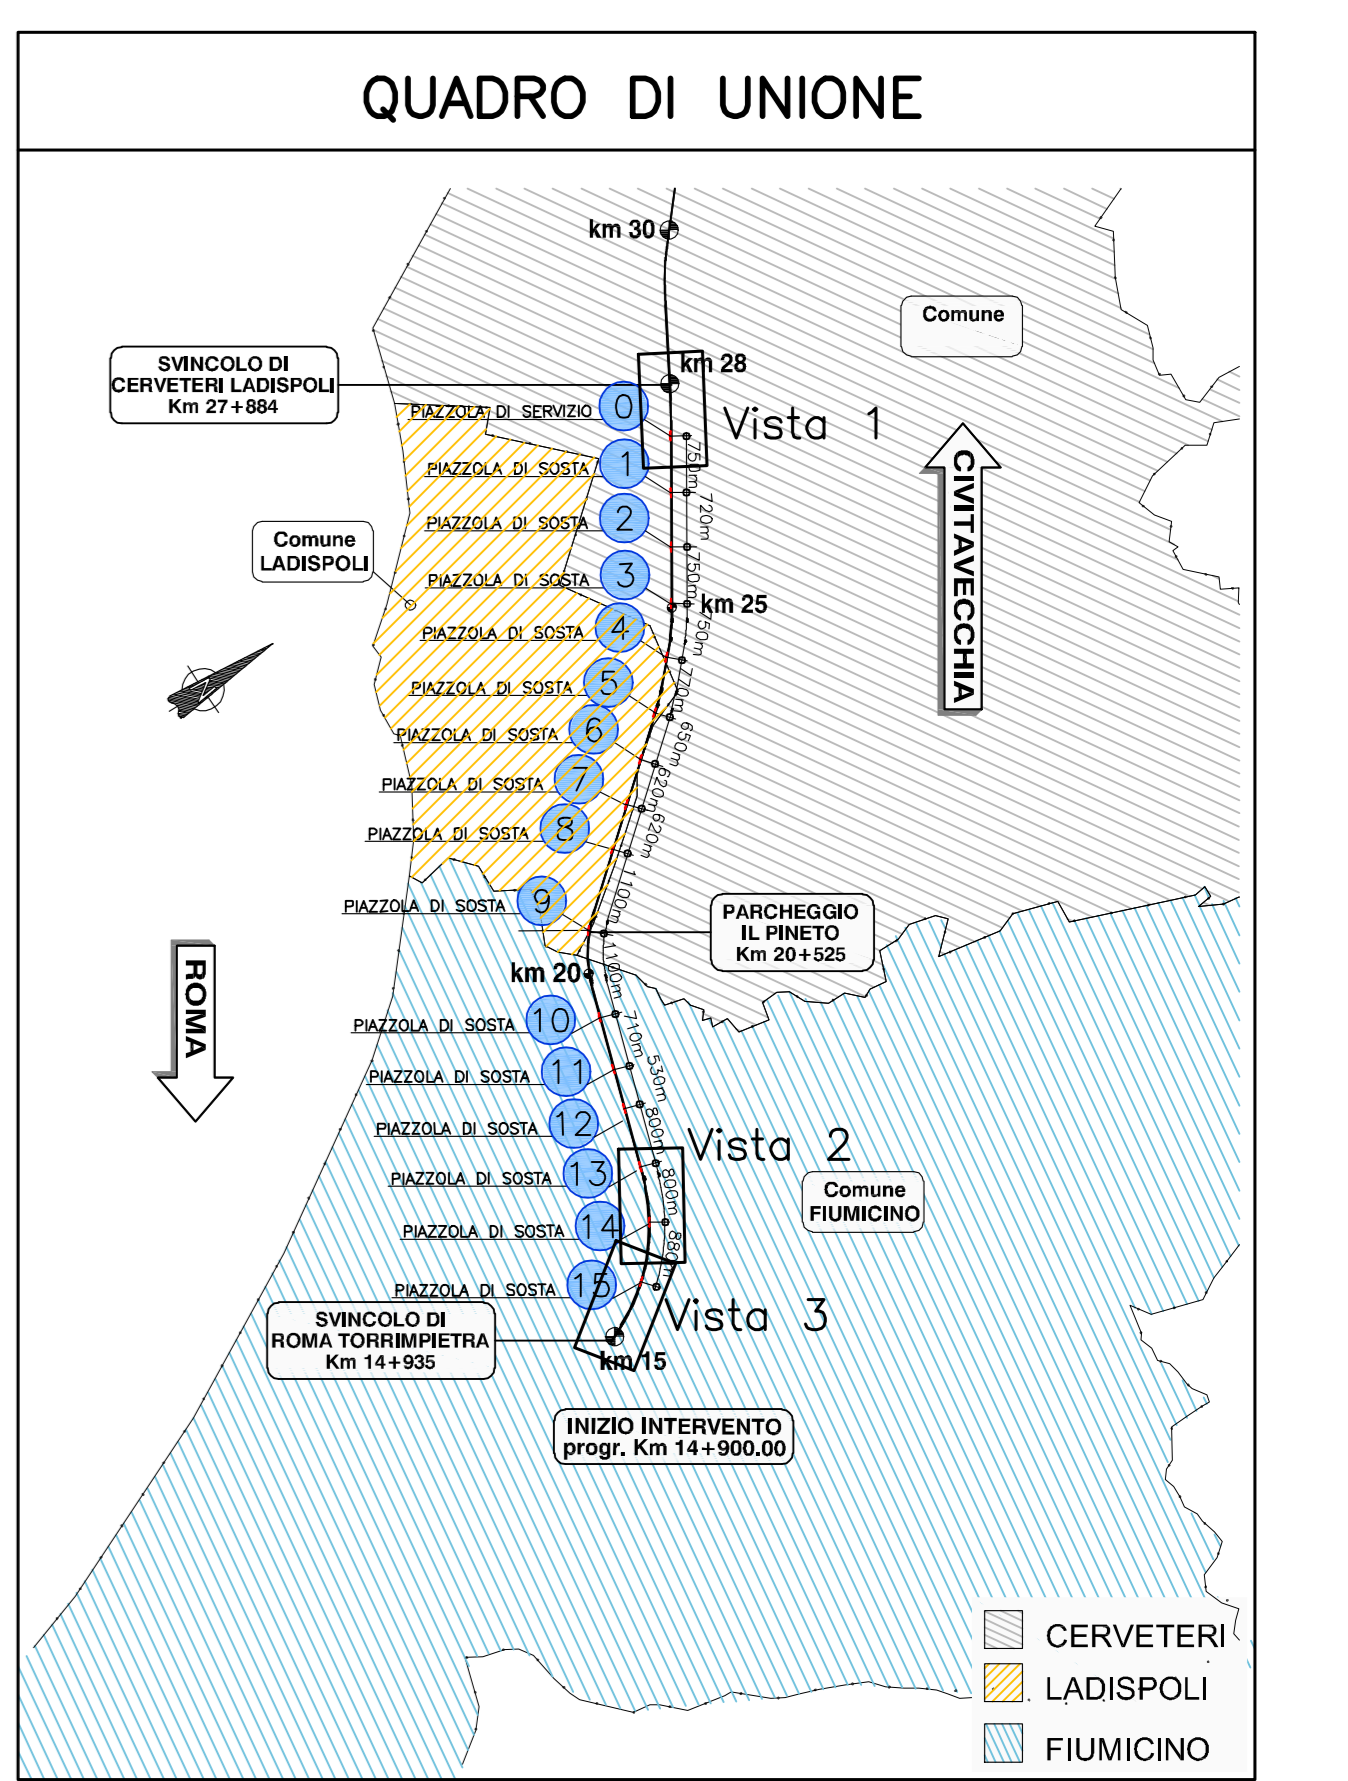 QUADRO DI UNIONE
km 30
Comune
SVINCOLO DI
CERVETERI LADISPOLI
Km 27+884
km 28
PIAZZOLA DI SERVIZIO 0
Vista 1
750m
PIAZZOLA DI SOSTA 1
720m
PIAZZOLA DI SOSTA 2
750m
Comune
LADISPOLI
PIAZZOLA DI SOSTA 3
km 25
750m
PIAZZOLA DI SOSTA 4
770m
PIAZZOLA DI SOSTA 5
650m
PIAZZOLA DI SOSTA 6
620m
PIAZZOLA DI SOSTA 7
620m
PIAZZOLA DI SOSTA 8
1100m
PIAZZOLA DI SOSTA 9
CIVITAVECCHIA
PARCHEGGIO
IL PINETO
Km 20+525
km 20
1100m
ROMA
PIAZZOLA DI SOSTA 10
710m
PIAZZOLA DI SOSTA 11
530m
PIAZZOLA DI SOSTA 12
800m
Vista 2
PIAZZOLA DI SOSTA 13
800m
Comune
FIUMICINO
PIAZZOLA DI SOSTA 14
880m
PIAZZOLA DI SOSTA 15
Vista 3
SVINCOLO DI
ROMA TORRIMPIETRA
Km 14+935
km 15
INIZIO INTERVENTO
progr. Km 14+900.00
CERVETERI
LADISPOLI
FIUMICINO